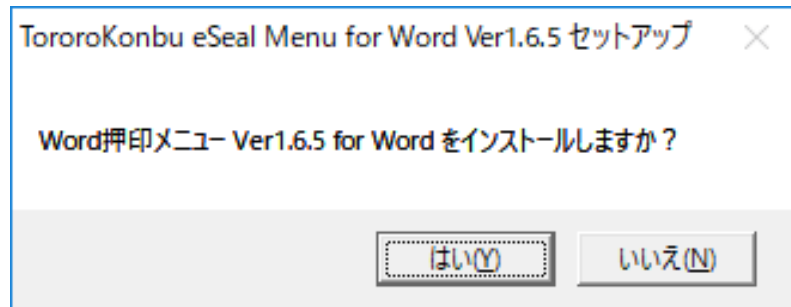 TororoKonbu eSeal Menu for Word Ver1.6.5 セットアップ
Word押印メニュー Ver1.6.5 for Word をインストールしますか？
はい(Y)
いいえ(N)